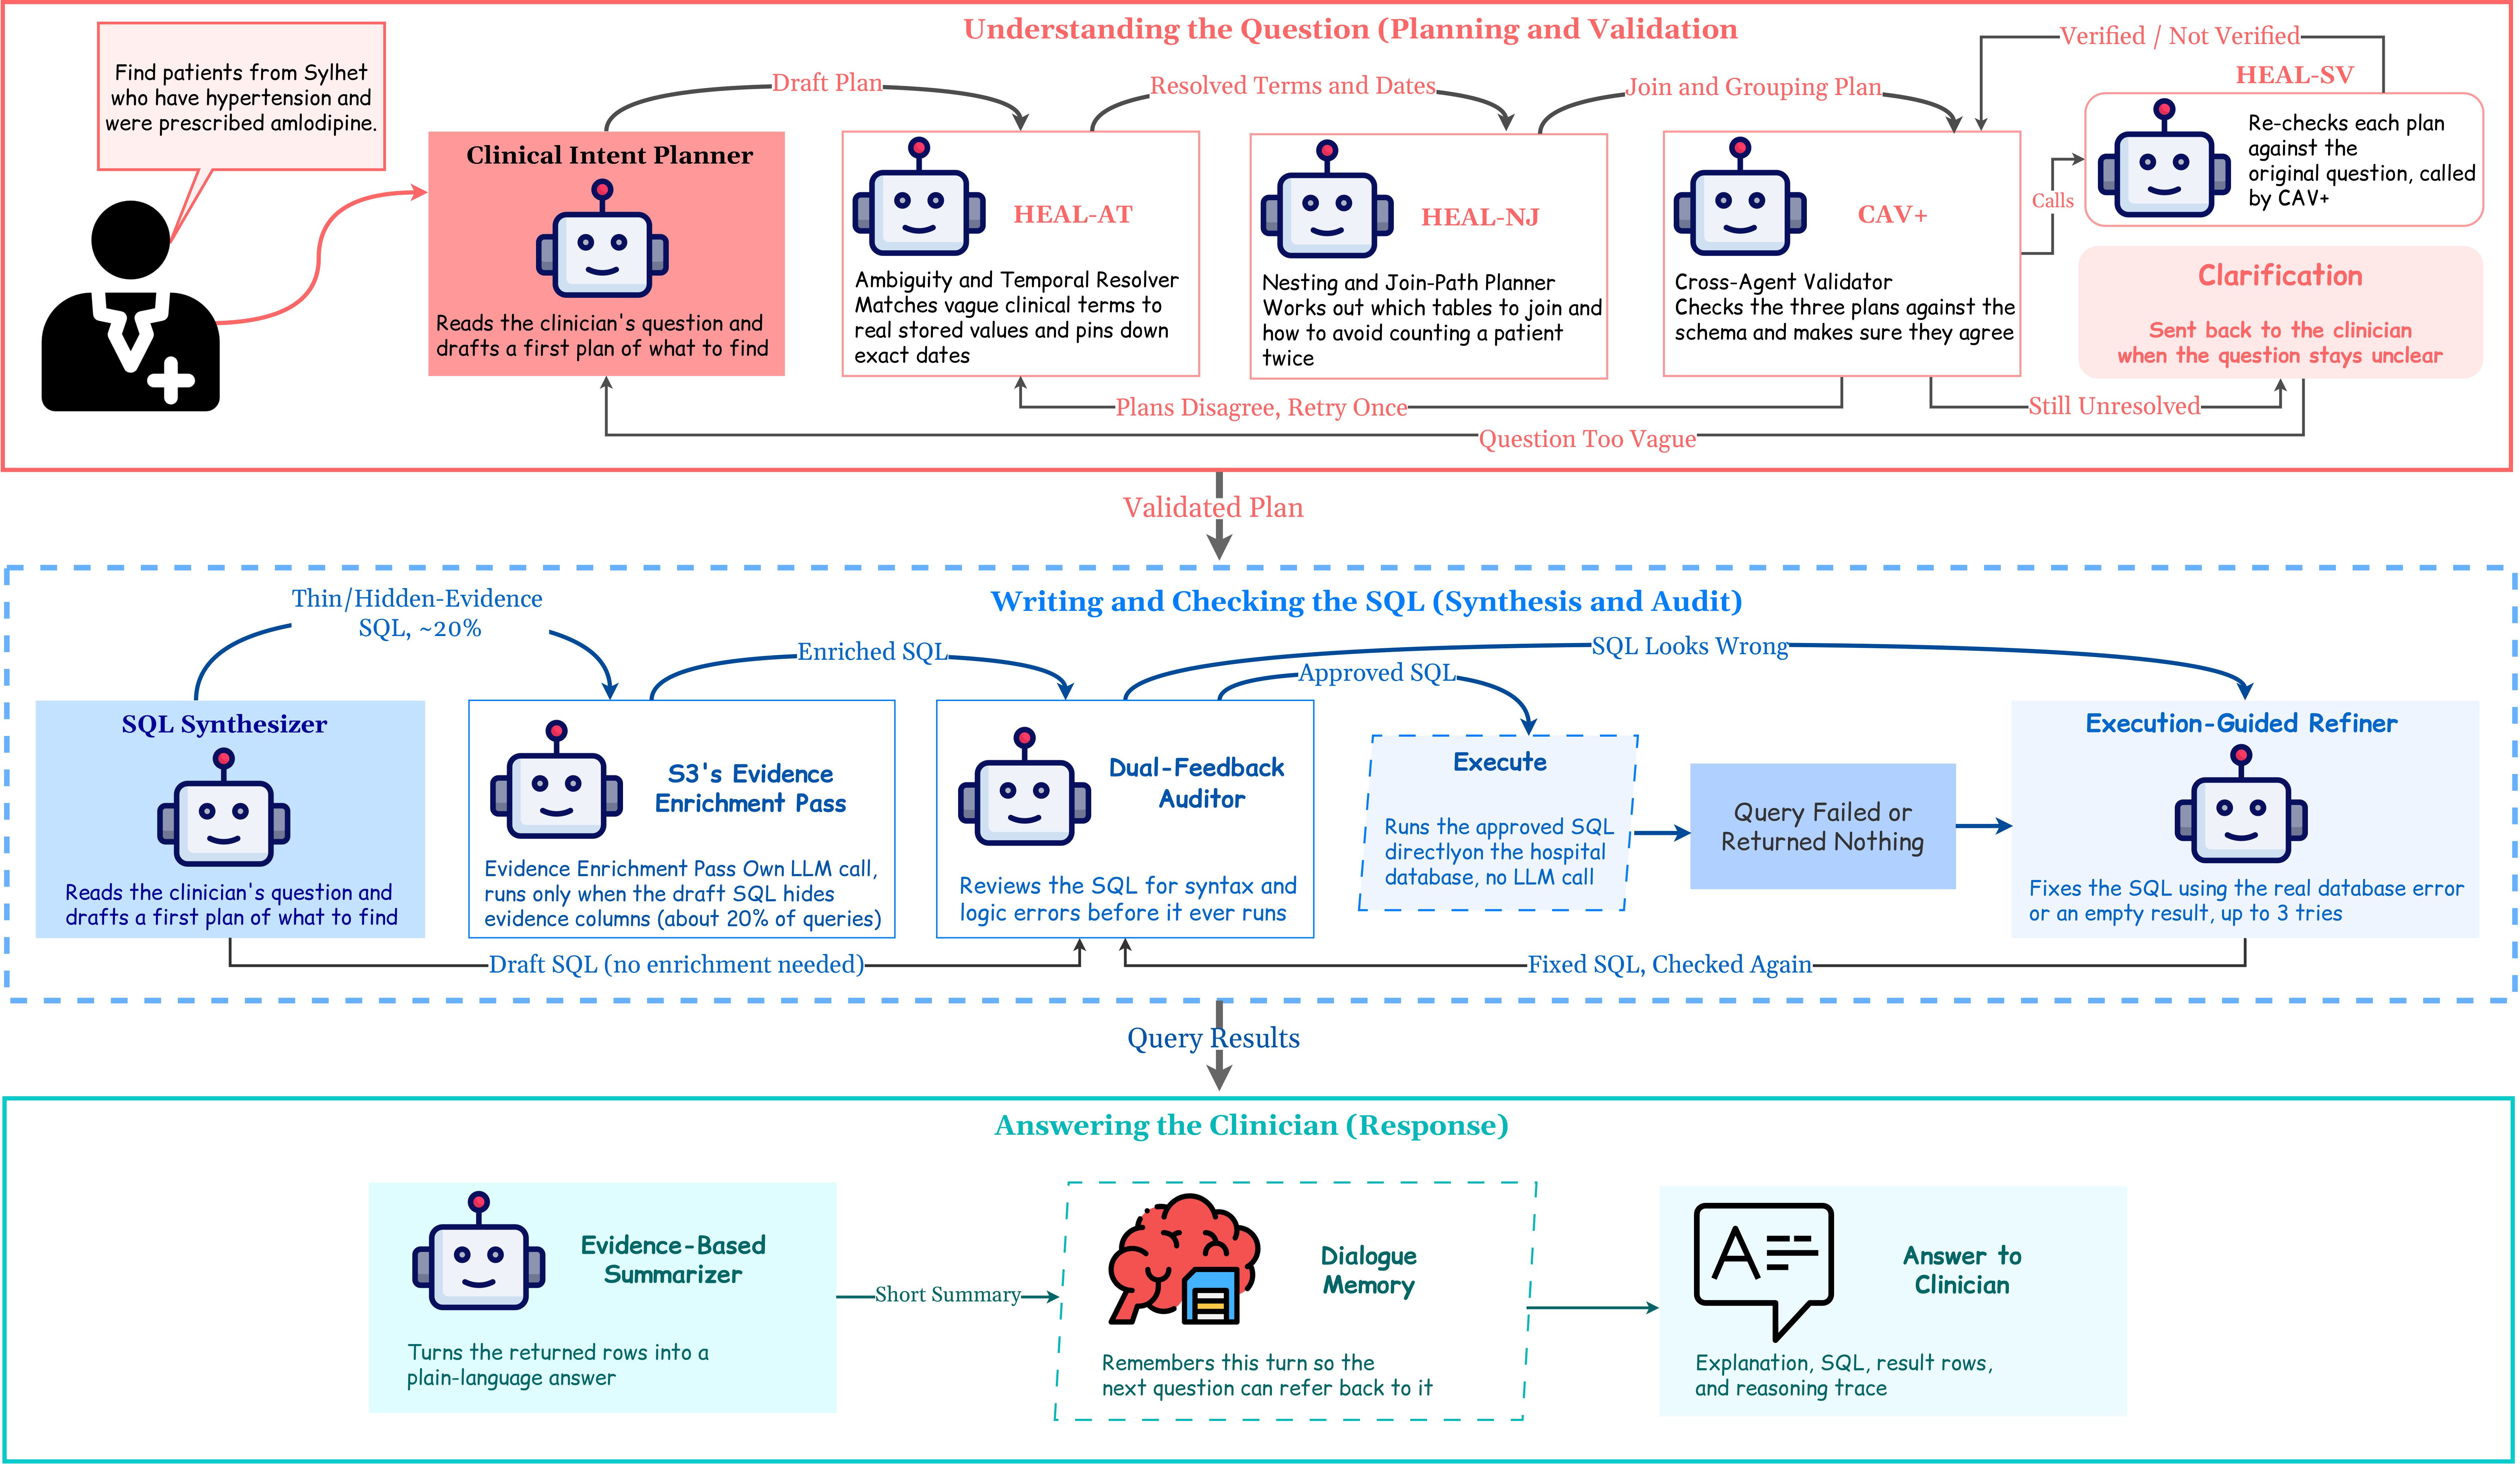 Understanding the Question (Planning and Validation
Find patients from Sylhet
who have hypertension and
were prescribed amlodipine.
Draft Plan
Resolved Terms and Dates
Join and Grouping Plan
Verified / Not Verified
HEAL-SV
Re-checks each plan
against the
original question, called
by CAV+
Calls
Clinical Intent Planner
Reads the clinician's question and
drafts a first plan of what to find
HEAL-AT
Ambiguity and Temporal Resolver
Matches vague clinical terms to
real stored values and pins down
exact dates
HEAL-NJ
Nesting and Join-Path Planner
Works out which tables to join and
how to avoid counting a patient
twice
CAV+
Cross-Agent Validator
Checks the three plans against the
schema and makes sure they agree
Clarification
Sent back to the clinician
when the question stays unclear
Plans Disagree, Retry Once
Still Unresolved
Question Too Vague
Validated Plan
Writing and Checking the SQL (Synthesis and Audit)
Thin/Hidden-Evidence
SQL, ~20%
Enriched SQL
Approved SQL
SQL Looks Wrong
SQL Synthesizer
Reads the clinician's question and
drafts a first plan of what to find
S3's Evidence
Enrichment Pass
Evidence Enrichment Pass Own LLM call,
runs only when the draft SQL hides
evidence columns (about 20% of queries)
Dual-Feedback
Auditor
Reviews the SQL for syntax and
logic errors before it ever runs
Execute
Runs the approved SQL
directlyon the hospital
database, no LLM call
Query Failed or
Returned Nothing
Execution-Guided Refiner
Fixes the SQL using the real database error
or an empty result, up to 3 tries
Draft SQL (no enrichment needed)
Fixed SQL, Checked Again
Query Results
Answering the Clinician (Response)
Evidence-Based
Summarizer
Turns the returned rows into a
plain-language answer
Short Summary
Dialogue
Memory
Remembers this turn so the
next question can refer back to it
A
Answer to
Clinician
Explanation, SQL, result rows,
and reasoning trace